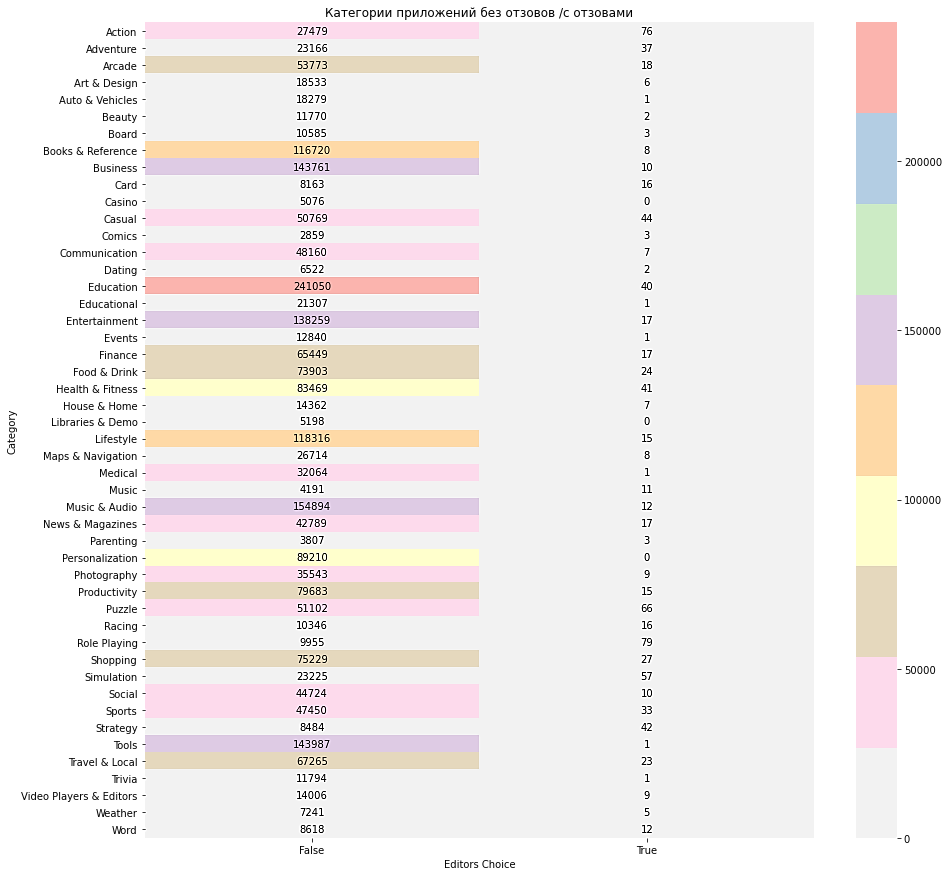 Категории приложений без отзовов /с отзовами
Action 27479 76
Adventure 23166 37
Arcade 53773 18
Art & Design 18533 6
Auto & Vehicles 18279 1
Beauty 11770 2
Board 10585 3
Books & Reference 116720 8
Business 143761 10
Card 8163 16
Casino 5076 0
Casual 50769 44
Comics 2859 3
Communication 48160 7
Dating 6522 2
Education 241050 40
Educational 21307 1
Entertainment 138259 17
Events 12840 1
Finance 65449 17
Food & Drink 73903 24
Health & Fitness 83469 41
House & Home 14362 7
Libraries & Demo 5198 0
Lifestyle 118316 15
Maps & Navigation 26714 8
Medical 32064 1
Music 4191 11
Music & Audio 154894 12
News & Magazines 42789 17
Parenting 3807 3
Personalization 89210 0
Photography 35543 9
Productivity 79683 15
Puzzle 51102 66
Racing 10346 16
Role Playing 9955 79
Shopping 75229 27
Simulation 23225 57
Social 44724 10
Sports 47450 33
Strategy 8484 42
Tools 143987 1
Travel & Local 67265 23
Trivia 11794 1
Video Players & Editors 14006 9
Weather 7241 5
Word 8618 12
Category
False True
Editors Choice
200000
150000
100000
50000
0